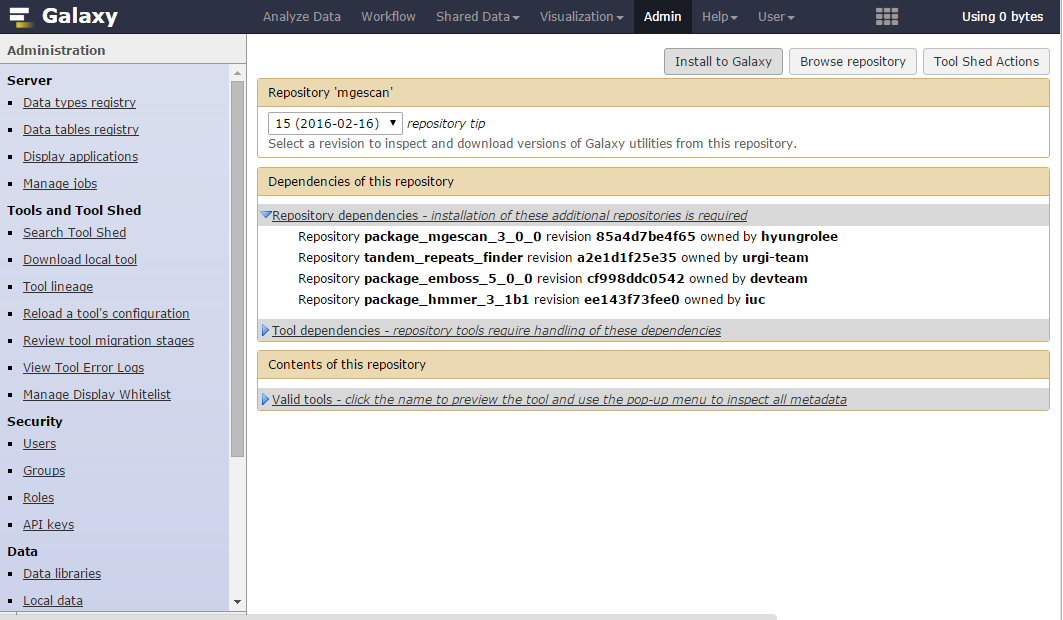 Galaxy
Analyze Data Workflow Shared Data Visualization Admin Help User Using 0 bytes
Administration
Server
Data types registry
Data tables registry
Display applications
Manage jobs
Tools and Tool Shed
Search Tool Shed
Download local tool
Tool lineage
Reload a tool's configuration
Review tool migration stages
View Tool Error Logs
Manage Display Whitelist
Security
Users
Groups
Roles
API keys
Data
Data libraries
Local data
Install to Galaxy Browse repository Tool Shed Actions
Repository 'mgescan'
15 (2016-02-16) repository tip
Select a revision to inspect and download versions of Galaxy utilities from this repository.
Dependencies of this repository
Repository dependencies - installation of these additional repositories is required
Repository package_mgescan_3_0_0 revision 85a4d7be4f65 owned by hyungrolee
Repository tandem_repeats_finder revision a2e1d1f25e35 owned by urgi-team
Repository package_emboss_5_0_0 revision cf998ddc0542 owned by devteam
Repository package_hmmer_3_1b1 revision ee143f73fee0 owned by iuc
Tool dependencies - repository tools require handling of these dependencies
Contents of this repository
Valid tools - click the name to preview the tool and use the pop-up menu to inspect all metadata